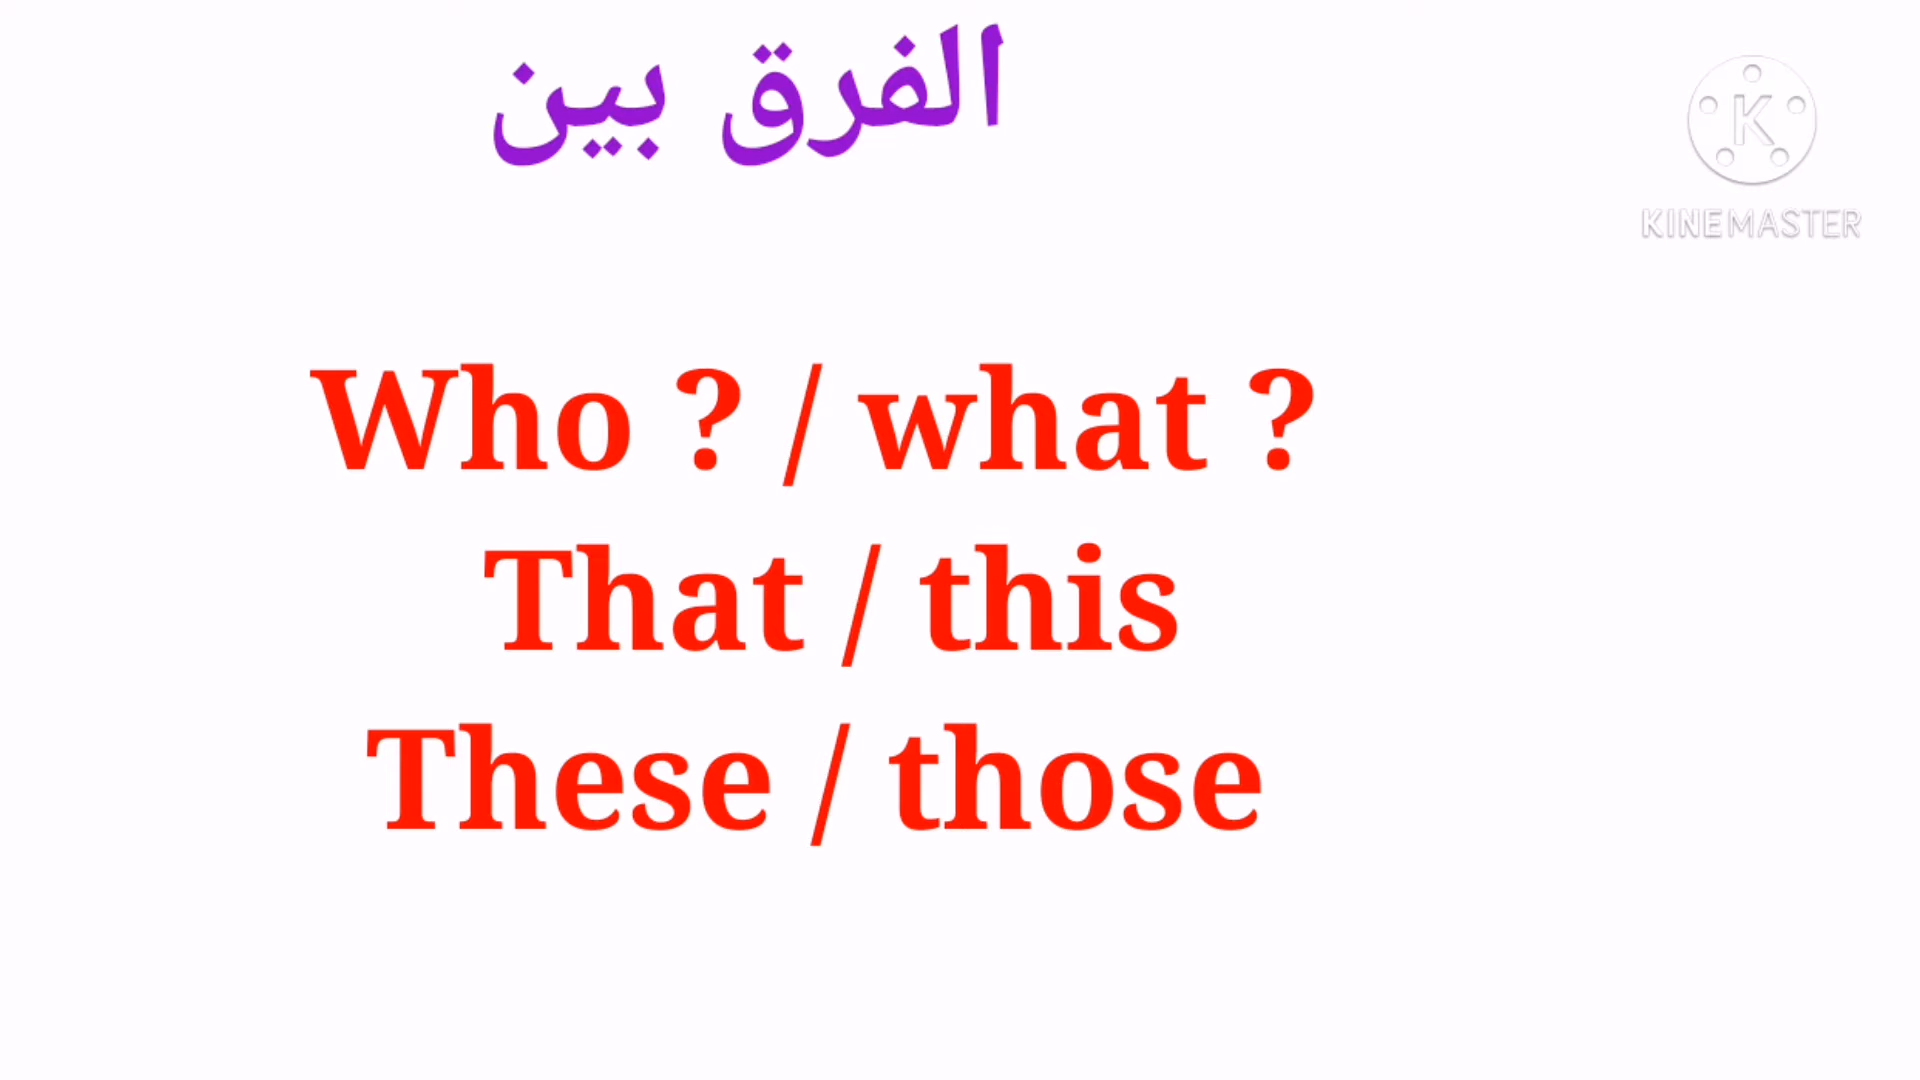 الفرق بين
K
KINEMASTER
Who ? / what ?
That / this
These / those